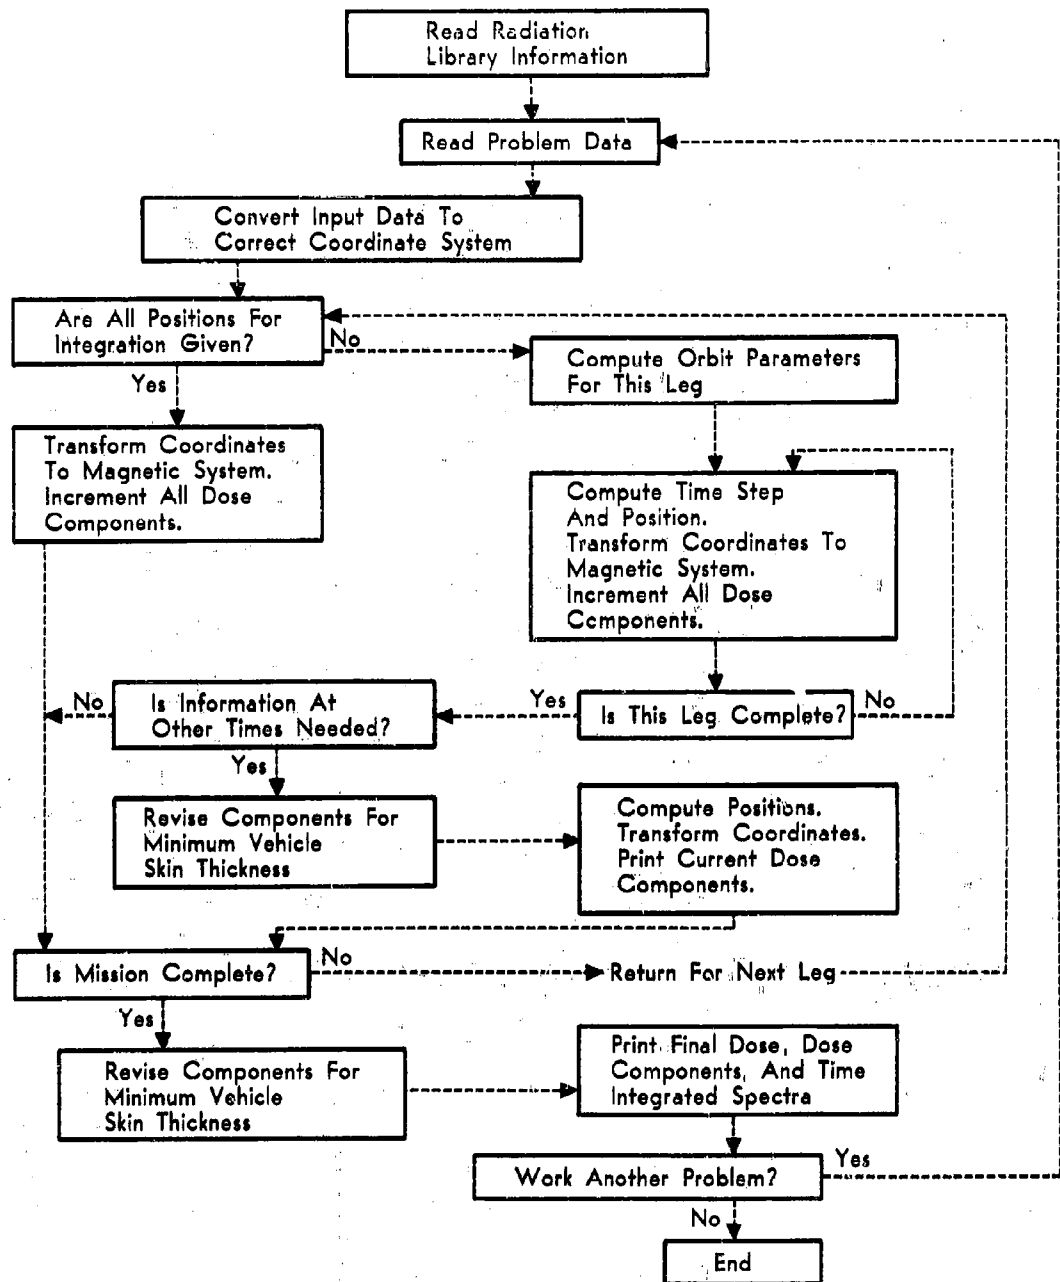 Read Radiation
Library Information
Read Problem Data
Convert Input Data To
Correct Coordinate System
Are All Positions For
Integration Given?
No
Yes
Compute Orbit Parameters
For This Leg
Transform Coordinates
To Magnetic System.
Increment All Dose
Components.
Compute Time Step
And Position.
Transform Coordinates To
Magnetic System.
Increment All Dose
Components.
No
Is Information At
Other Times Needed?
Yes
Is This Leg Complete?
No
Yes
Revise Components For
Minimum Vehicle
Skin Thickness
Compute Positions.
Transform Coordinates.
Print Current Dose
Components.
Is Mission Complete?
No
Return For Next Leg
Yes
Revise Components For
Minimum Vehicle
Skin Thickness
Print Final Dose, Dose
Components, And Time
Integrated Spectra
Work Another Problem?
Yes
No
End